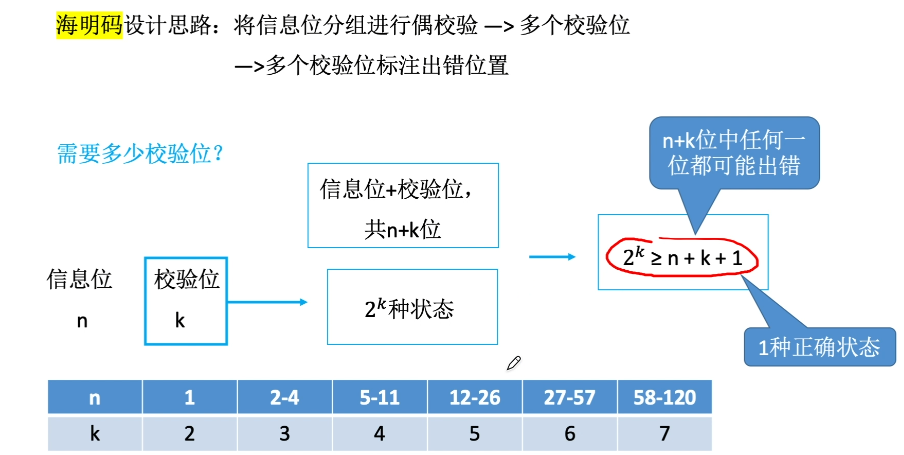 海明码设计思路：将信息位分组进行偶校验 —> 多个校验位
—>多个校验位标注出错位置
需要多少校验位？
n+k位中任何一
位都可能出错
信息位+校验位，
共n+k位
2^k ≥ n + k + 1
信息位
n
校验位
k
2^k种状态
1种正确状态
n 1 2-4 5-11 12-26 27-57 58-120
k 2 3 4 5 6 7